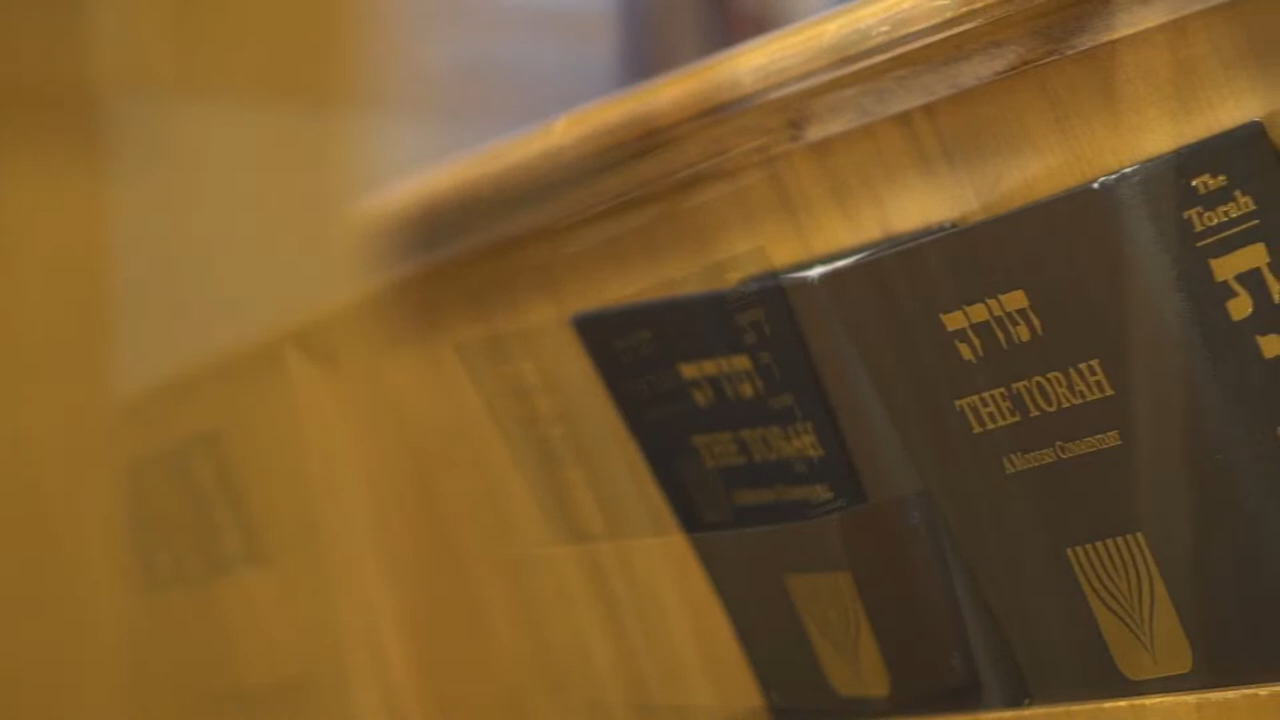 תורה
THE TORAH
תורה
THE TORAH
A MODERN COMMENTARY
The
Torah